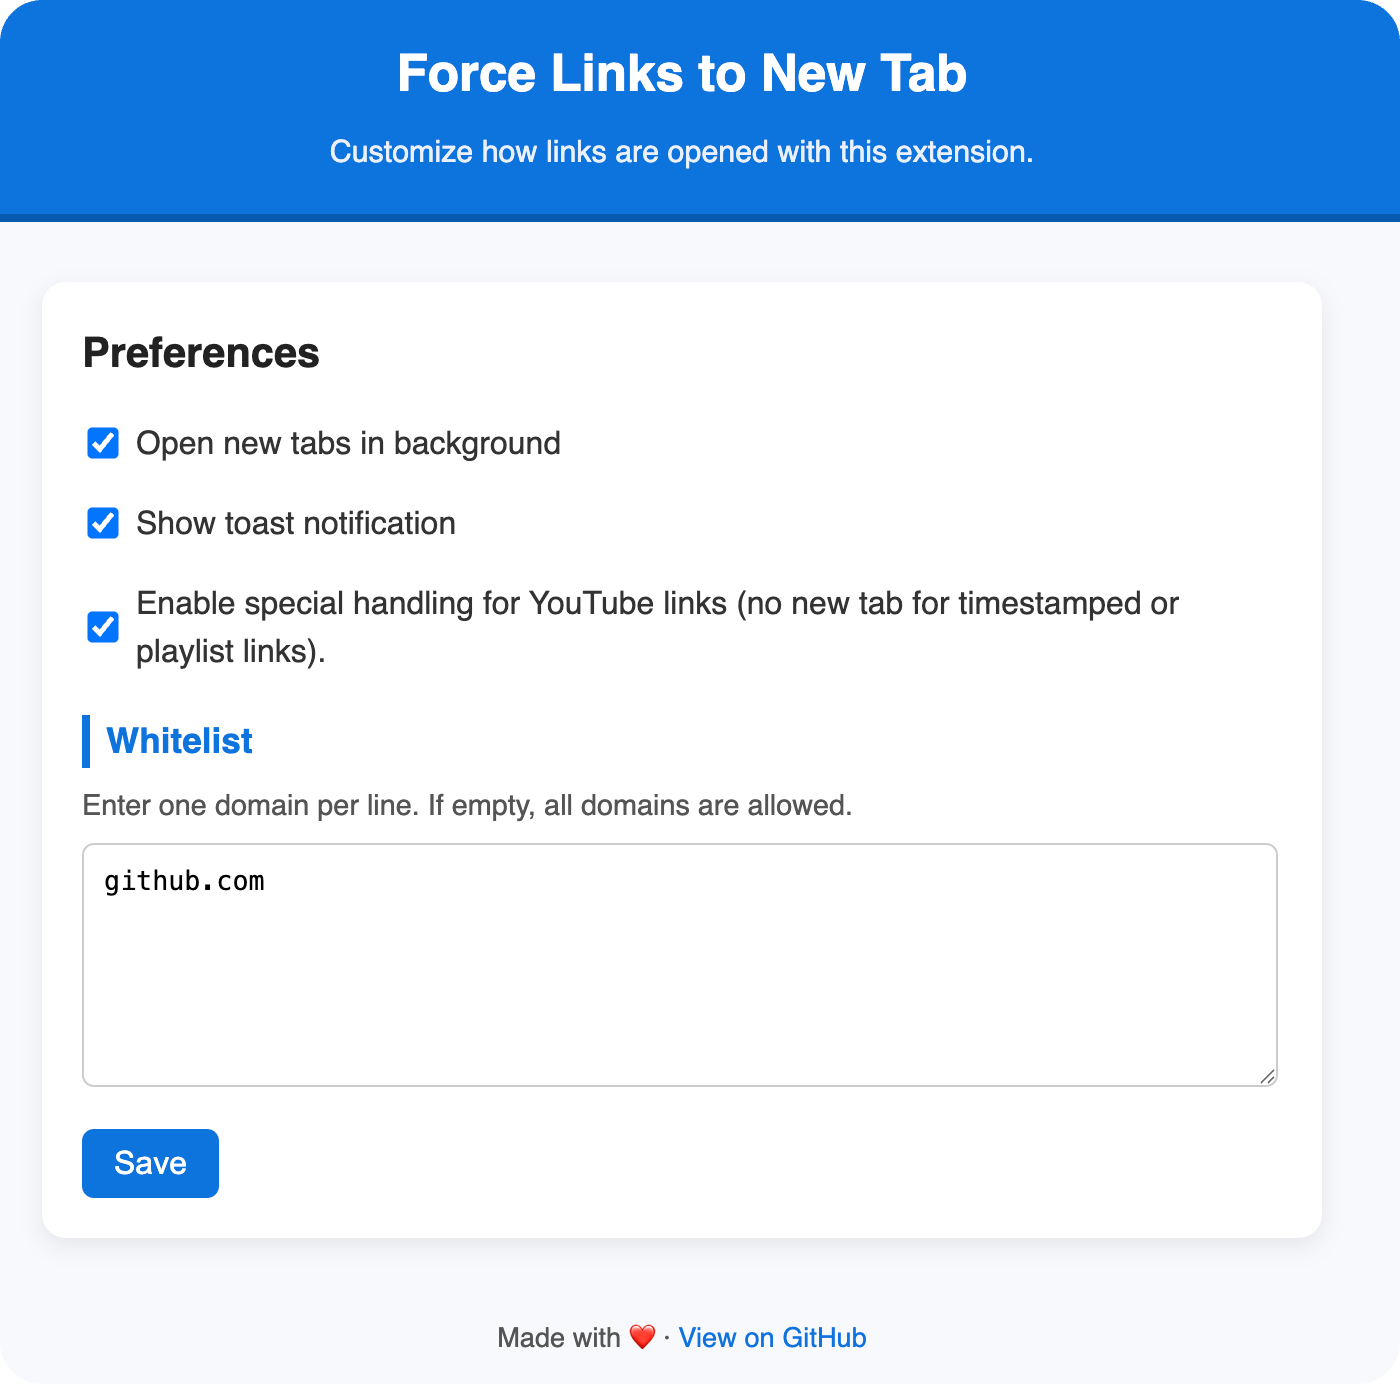 Force Links to New Tab
Customize how links are opened with this extension.
Preferences
Open new tabs in background
Show toast notification
Enable special handling for YouTube links (no new tab for timestamped or
playlist links).
Whitelist
Enter one domain per line. If empty, all domains are allowed.
github.com
Save
Made with ❤️ · View on GitHub